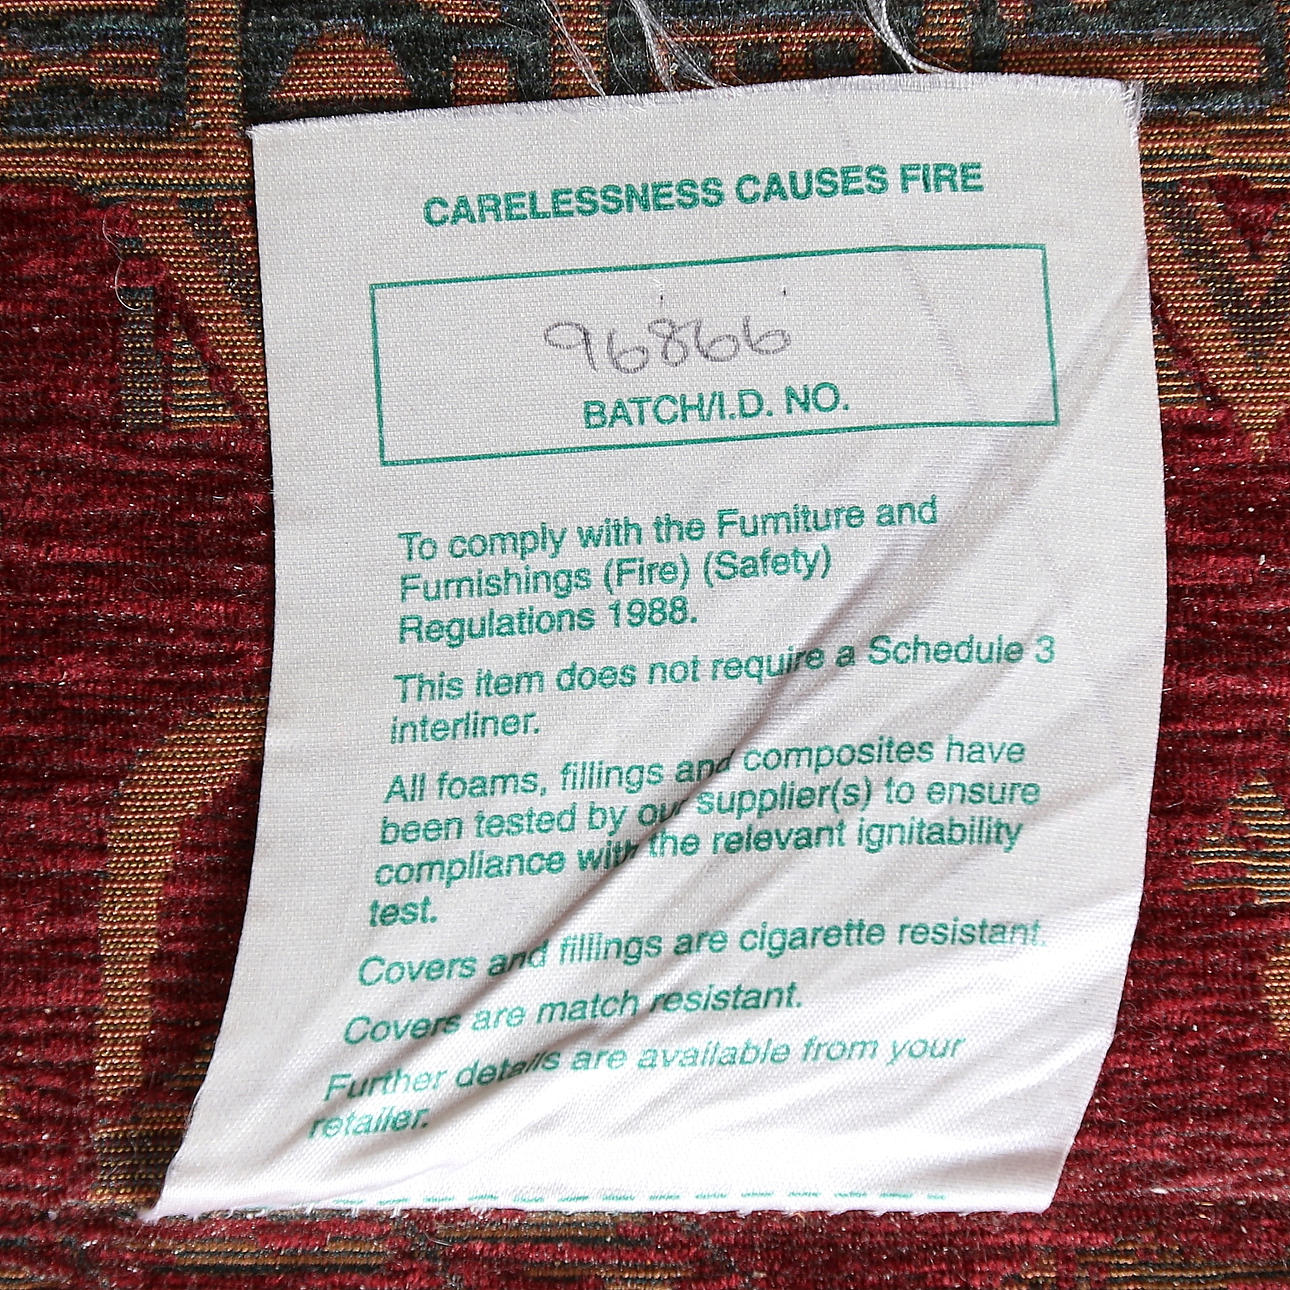 CARELESSNESS CAUSES FIRE
96866
BATCH/I.D. NO.
To comply with the Furniture and
Furnishings (Fire) (Safety)
Regulations 1988.
This item does not require a Schedule 3
interliner.
All foams, fillings and composites have
been tested by our supplier(s) to ensure
compliance with the relevant ignitability
test.
Covers and fillings are cigarette resistant.
Covers are match resistant.
Further details are available from your
retailer.